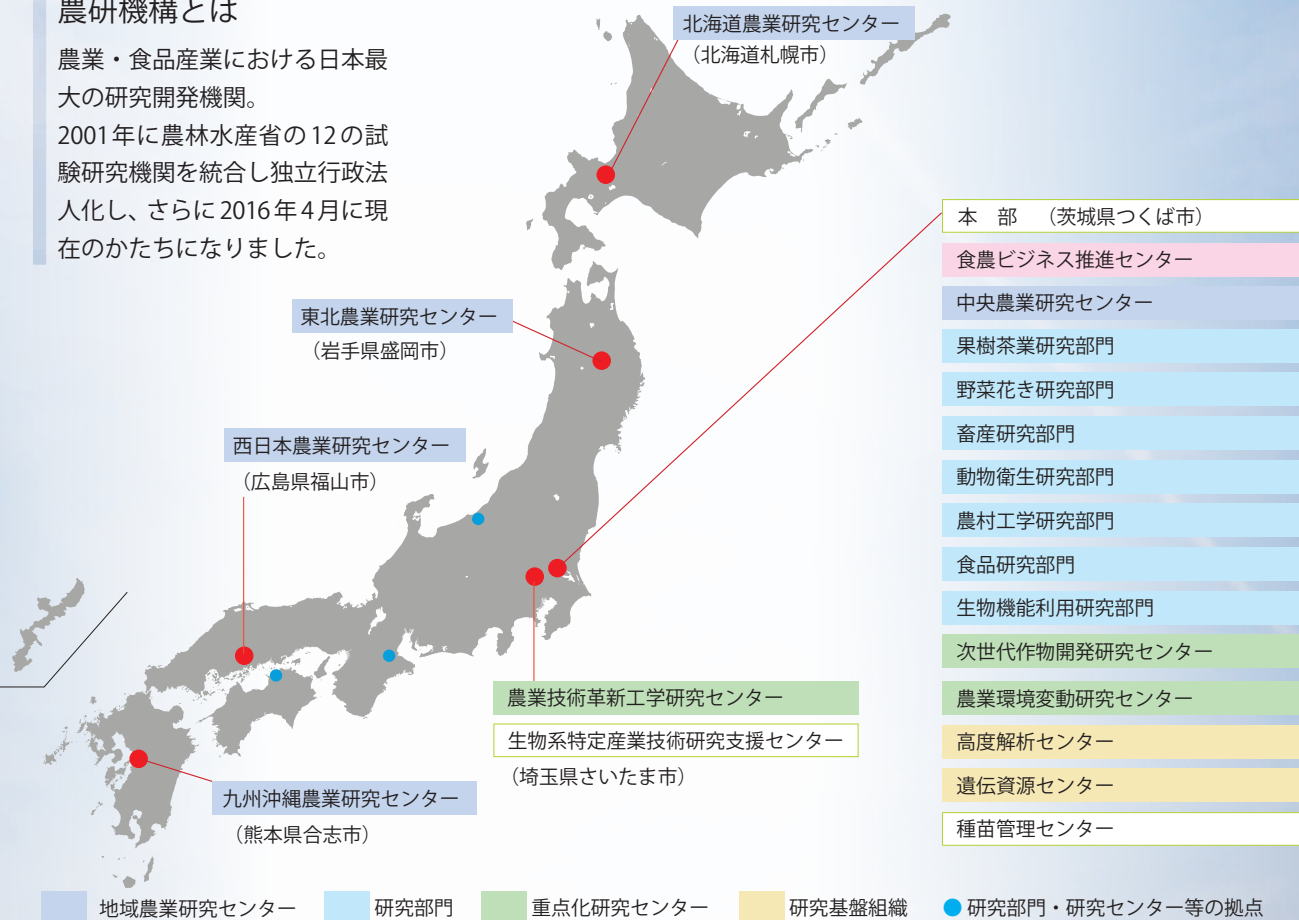 農研機構とは
農業・食品産業における日本最
大の研究開発機関。
2001年に農林水産省の12の試
験研究機関を統合し独立行政法
人化し、さらに2016年4月に現
在のかたちになりました。
北海道農業研究センター
（北海道札幌市）
東北農業研究センター
（岩手県盛岡市）
西日本農業研究センター
（広島県福山市）
九州沖縄農業研究センター
（熊本県合志市）
農業技術革新工学研究センター
生物系特定産業技術研究支援センター
（埼玉県さいたま市）
本　部　（茨城県つくば市）
食農ビジネス推進センター
中央農業研究センター
果樹茶業研究部門
野菜花き研究部門
畜産研究部門
動物衛生研究部門
農村工学研究部門
食品研究部門
生物機能利用研究部門
次世代作物開発研究センター
農業環境変動研究センター
高度解析センター
遺伝資源センター
種苗管理センター
地域農業研究センター　研究部門　重点化研究センター　研究基盤組織　研究部門・研究センター等の拠点